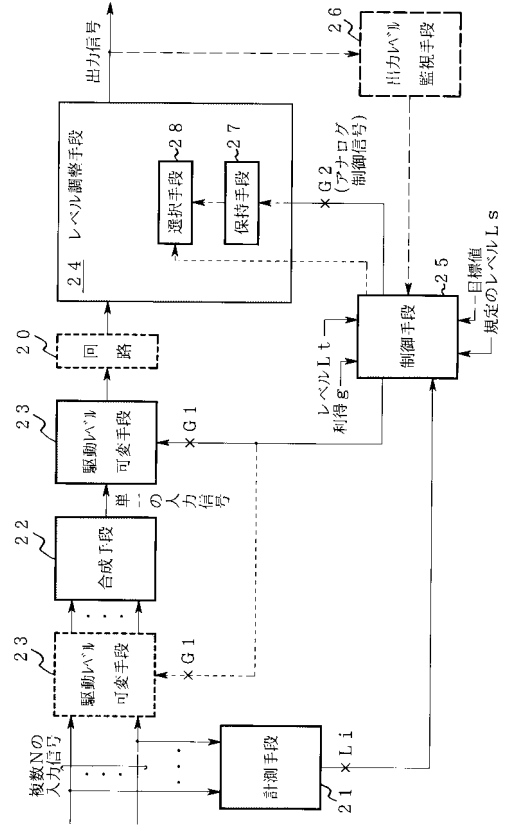 複数Nの
入力信号
23
駆動レベル
可変手段
×G1
計測手段
21
×Li
22
合成手段
単一の入力信号
23
駆動レベル
可変手段
×G1
20
回路
24 レベル調整手段
選択手段
28
保持手段
27
×G2
(アナログ
制御信号)
レベルLt
利得g
制御手段
25
目標値
規定のレベルLs
出力信号
26
出力レベル
監視手段